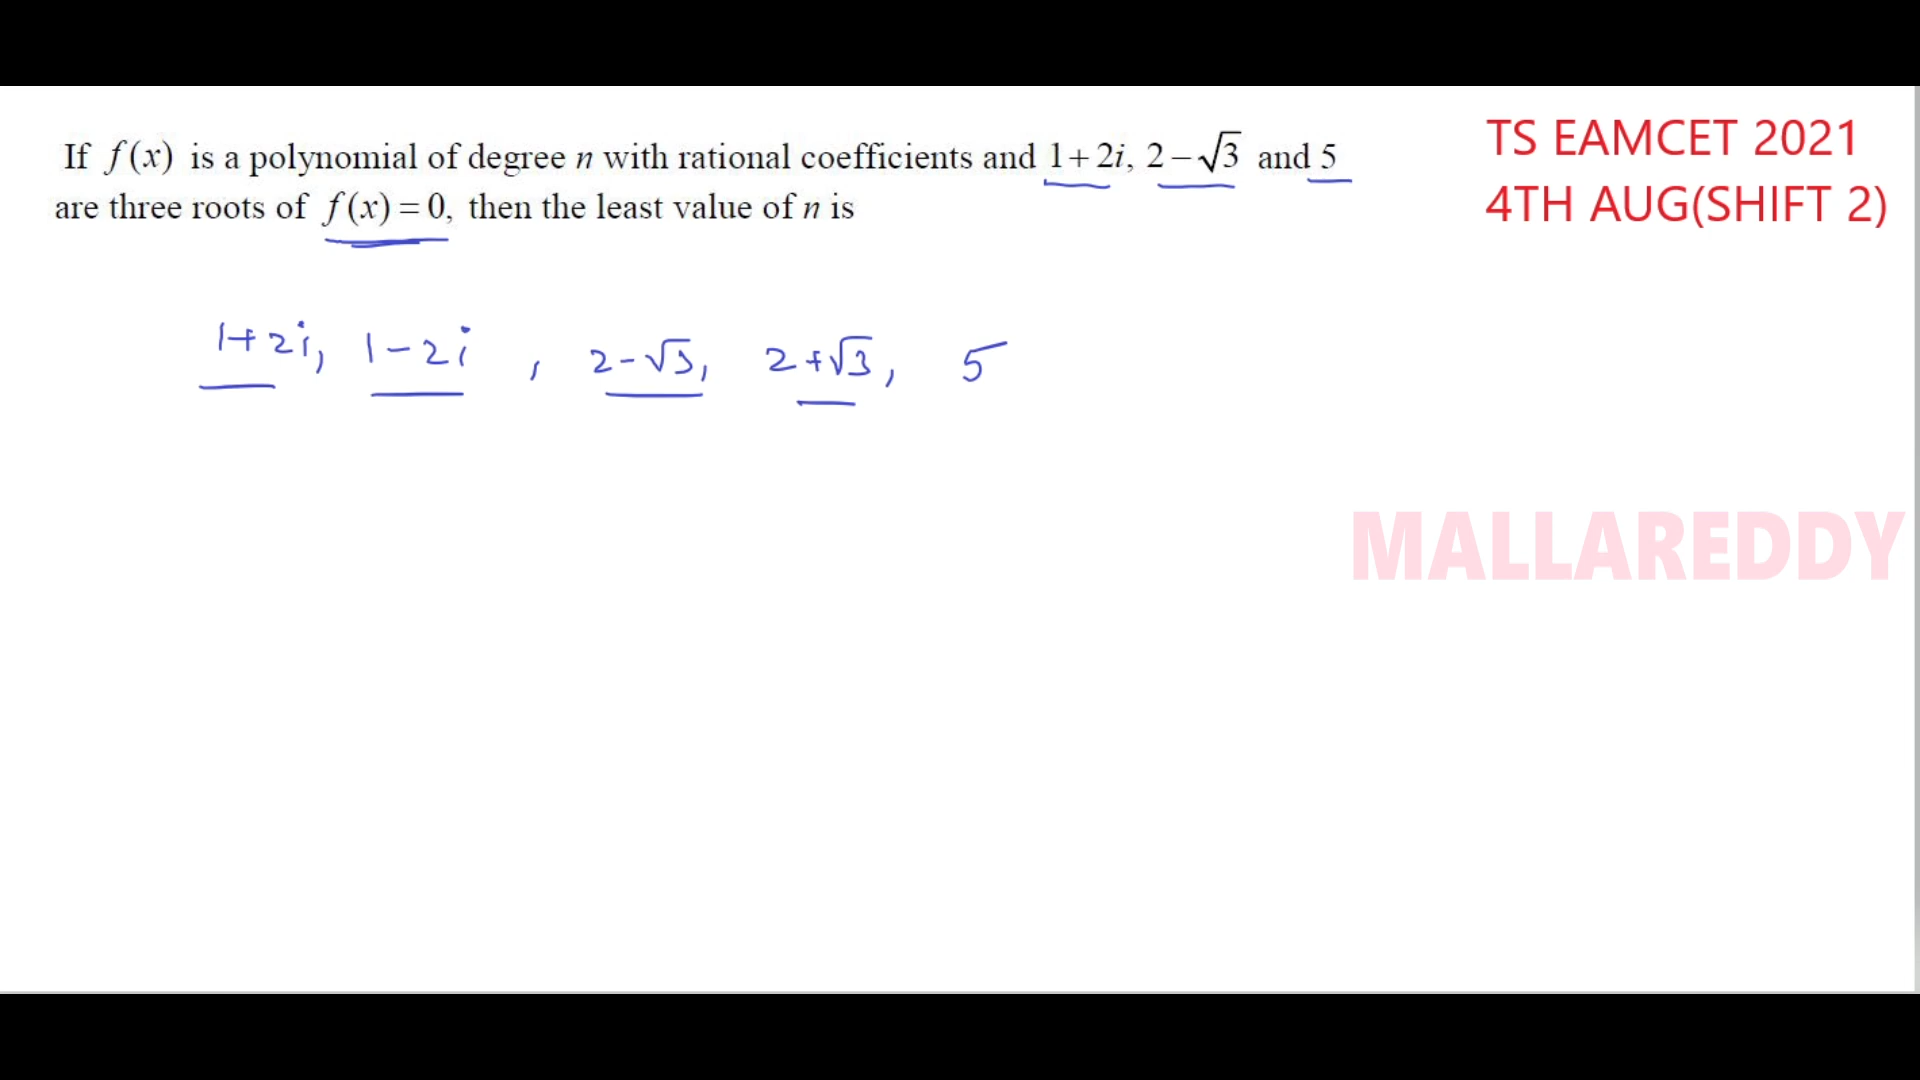 If f(x) is a polynomial of degree n with rational coefficients and 1+2i, 2−√3 and 5
are three roots of f(x)=0, then the least value of n is
TS EAMCET 2021
4TH AUG(SHIFT 2)
1+2i, 1-2i , 2-√3, 2+√3, 5
MALLAREDDY